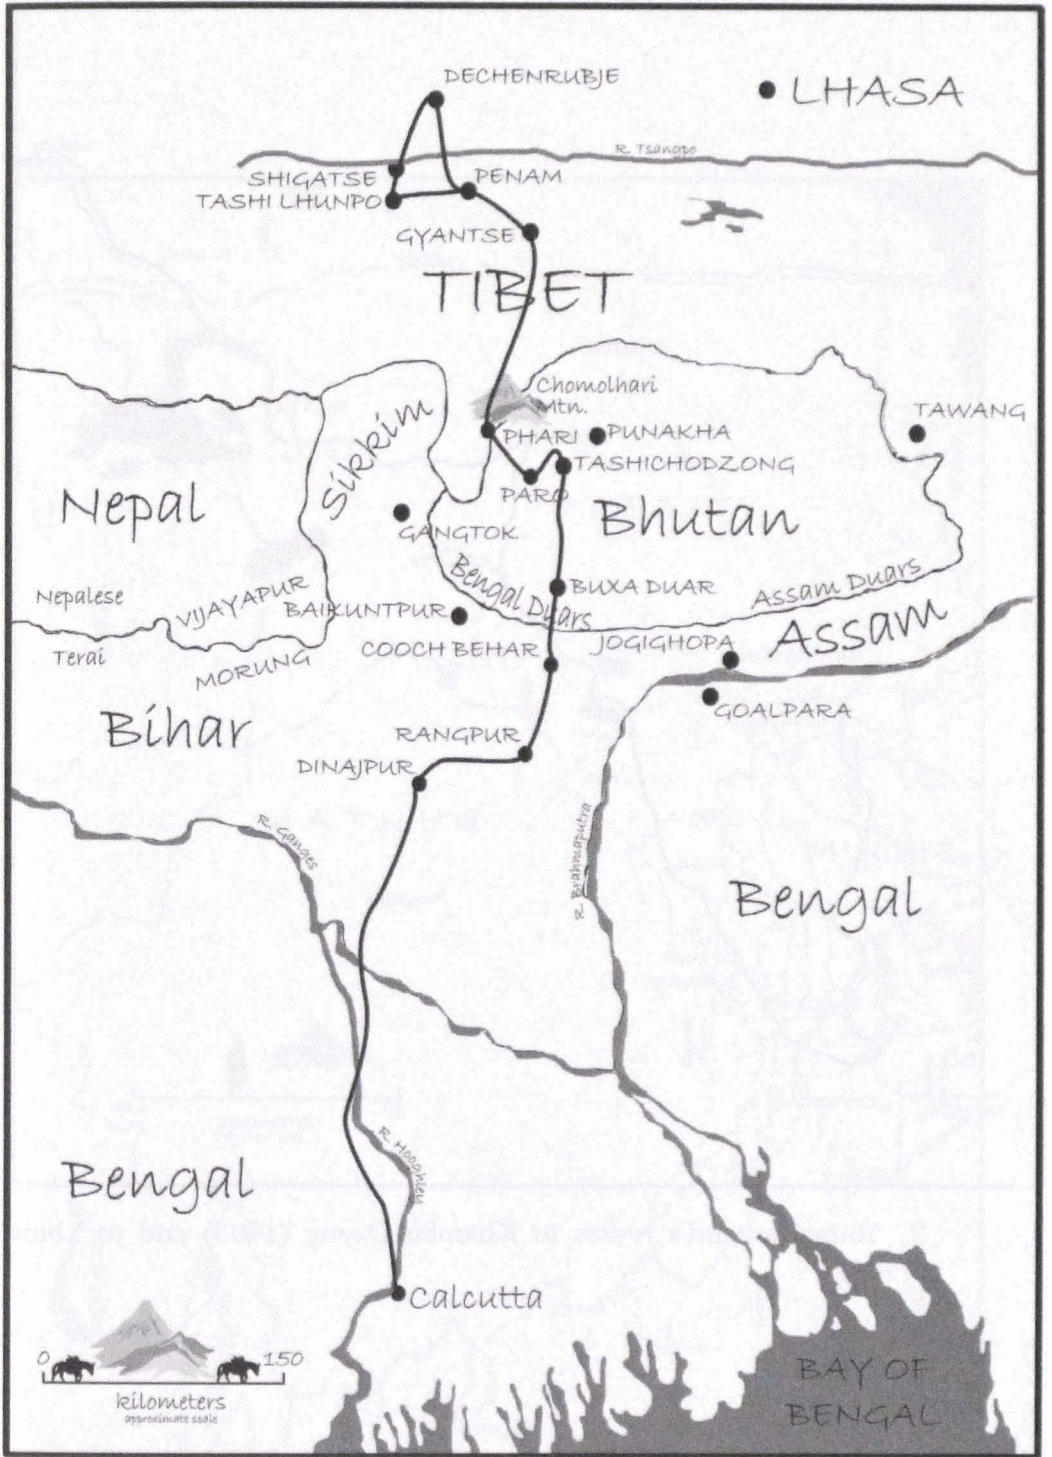 DECHENRUBJE
LHASA
R. Tsangpo
SHIGATSE
PENAM
TASHI LHUNPO
GYANTSE
TIBET
Chomolhari
Mtn.
Sikkim
TAWANG
PHARI
PUNAKHA
TASHICHODZONG
PARO
Nepal
Bhutan
GANGTOK
Bengal Duars
BUXA DUAR
Assam Duars
Nepalese
VIJAYAPUR
BAIKUNTPUR
Assam
Terai
COOCH BEHAR
JOGIGHOPA
MORUNG
GOALPARA
Bihar
RANGPUR
DINAJPUR
R. Ganges
R. Brahmaputra
Bengal
R. Hooghley
Bengal
Calcutta
0
150
kilometers
approximate scale
BAY OF
BENGAL